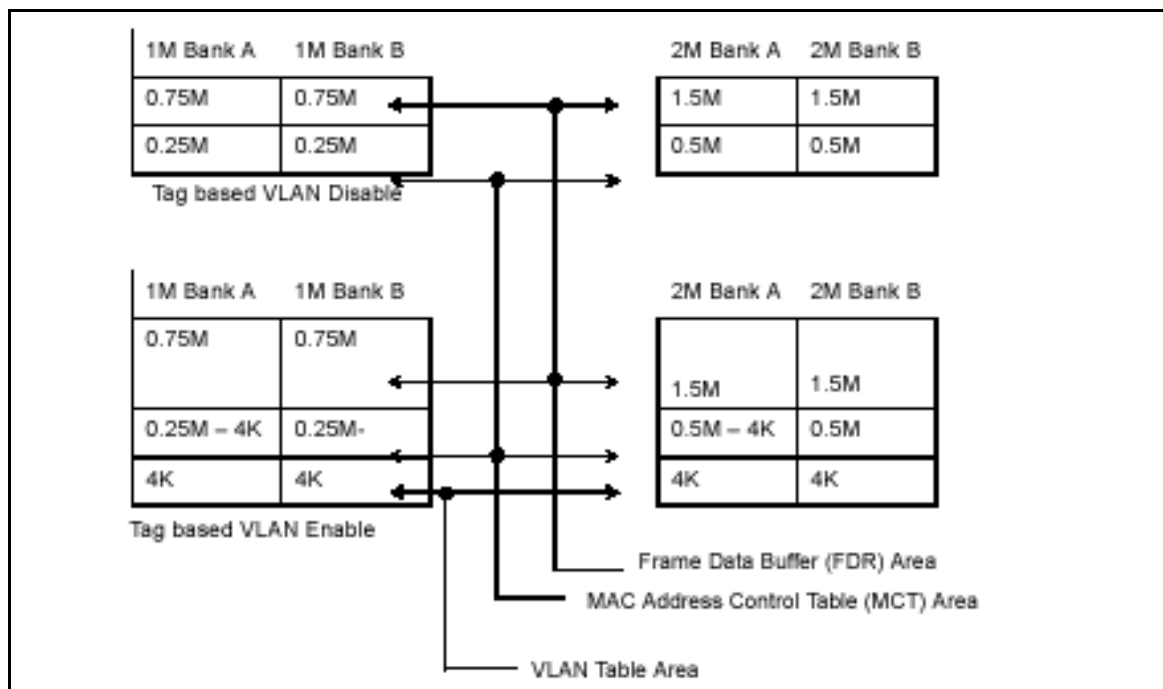 1M Bank A 1M Bank B 2M Bank A 2M Bank B
0.75M 0.75M 1.5M 1.5M
0.25M 0.25M 0.5M 0.5M
Tag based VLAN Disable
1M Bank A 1M Bank B 2M Bank A 2M Bank B
0.75M 0.75M
1.5M 1.5M
0.25M – 4K 0.25M- 0.5M – 4K 0.5M
4K 4K 4K 4K
Tag based VLAN Enable
Frame Data Buffer (FDR) Area
MAC Address Control Table (MCT) Area
VLAN Table Area